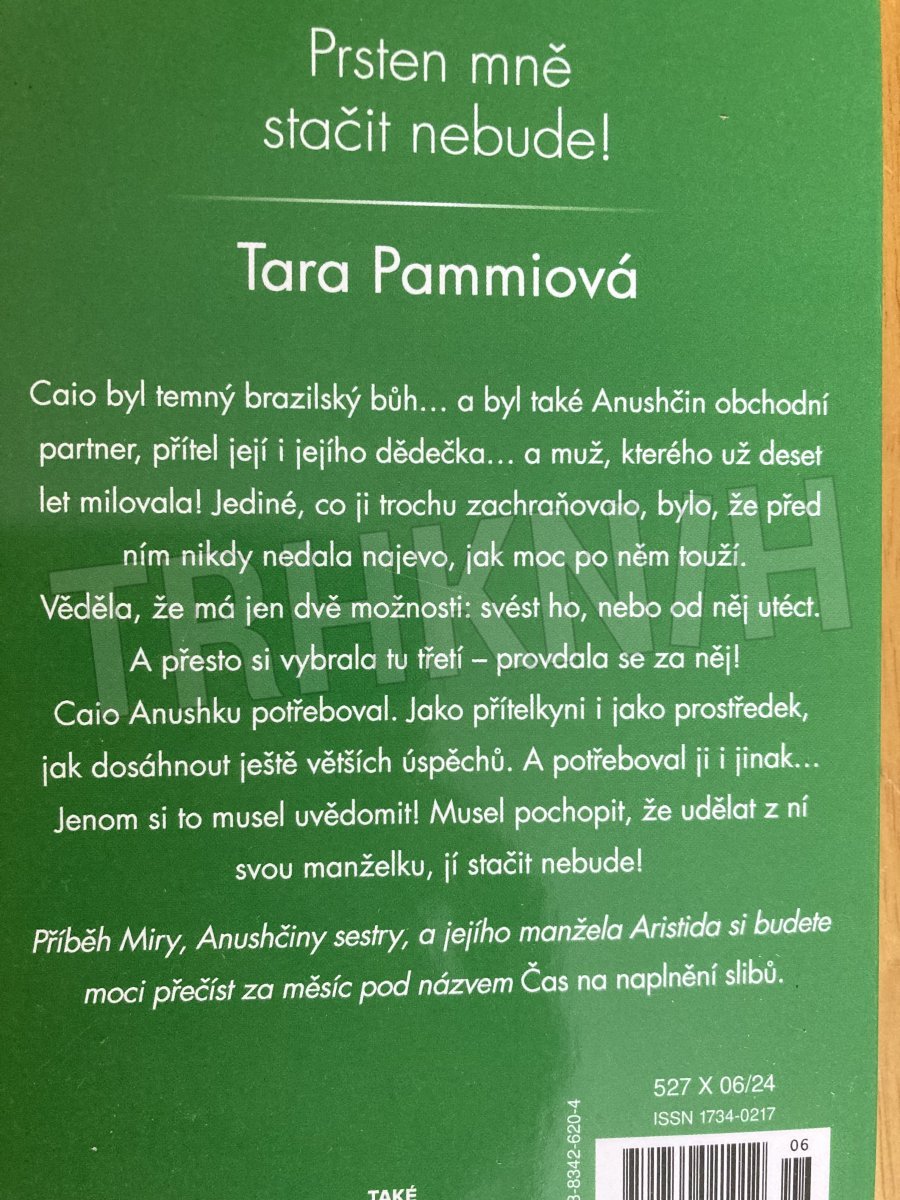 Prsten mně
stačit nebude!
Tara Pammiová
Caio byl temný brazilský bůh... a byl také Anushčin obchodní
partner, přítel její i jejího dědečka... a muž, kterého už deset
let milovala! Jediné, co ji trochu zachraňovalo, bylo, že před
ním nikdy nedala najevo, jak moc po něm touží.
Věděla, že má jen dvě možnosti: svést ho, nebo od něj utéct.
A přesto si vybrala tu třetí – provdala se za něj!
Caio Anushku potřeboval. Jako přítelkyni i jako prostředek,
jak dosáhnout ještě větších úspěchů. A potřeboval ji i jinak...
Jenom si to musel uvědomit! Musel pochopit, že udělat z ní
svou manželku, jí stačit nebude!
Příběh Miry, Anushčiny sestry, a jejího manžela Aristida si budete
moci přečíst za měsíc pod názvem Čas na naplnění slibů.
527 X 06/24
ISSN 1734-0217
06
8342-620-4
TAKÉ
TRHKNIH